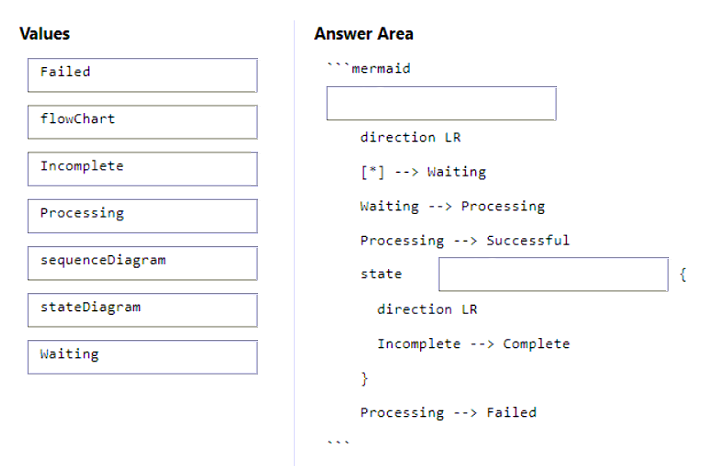 Values
Failed
flowChart
Incomplete
Processing
sequenceDiagram
stateDiagram
Waiting
Answer Area
```mermaid
direction LR
[*] --> Waiting
Waiting --> Processing
Processing --> Successful
state {
direction LR
Incomplete --> Complete
}
Processing --> Failed
```